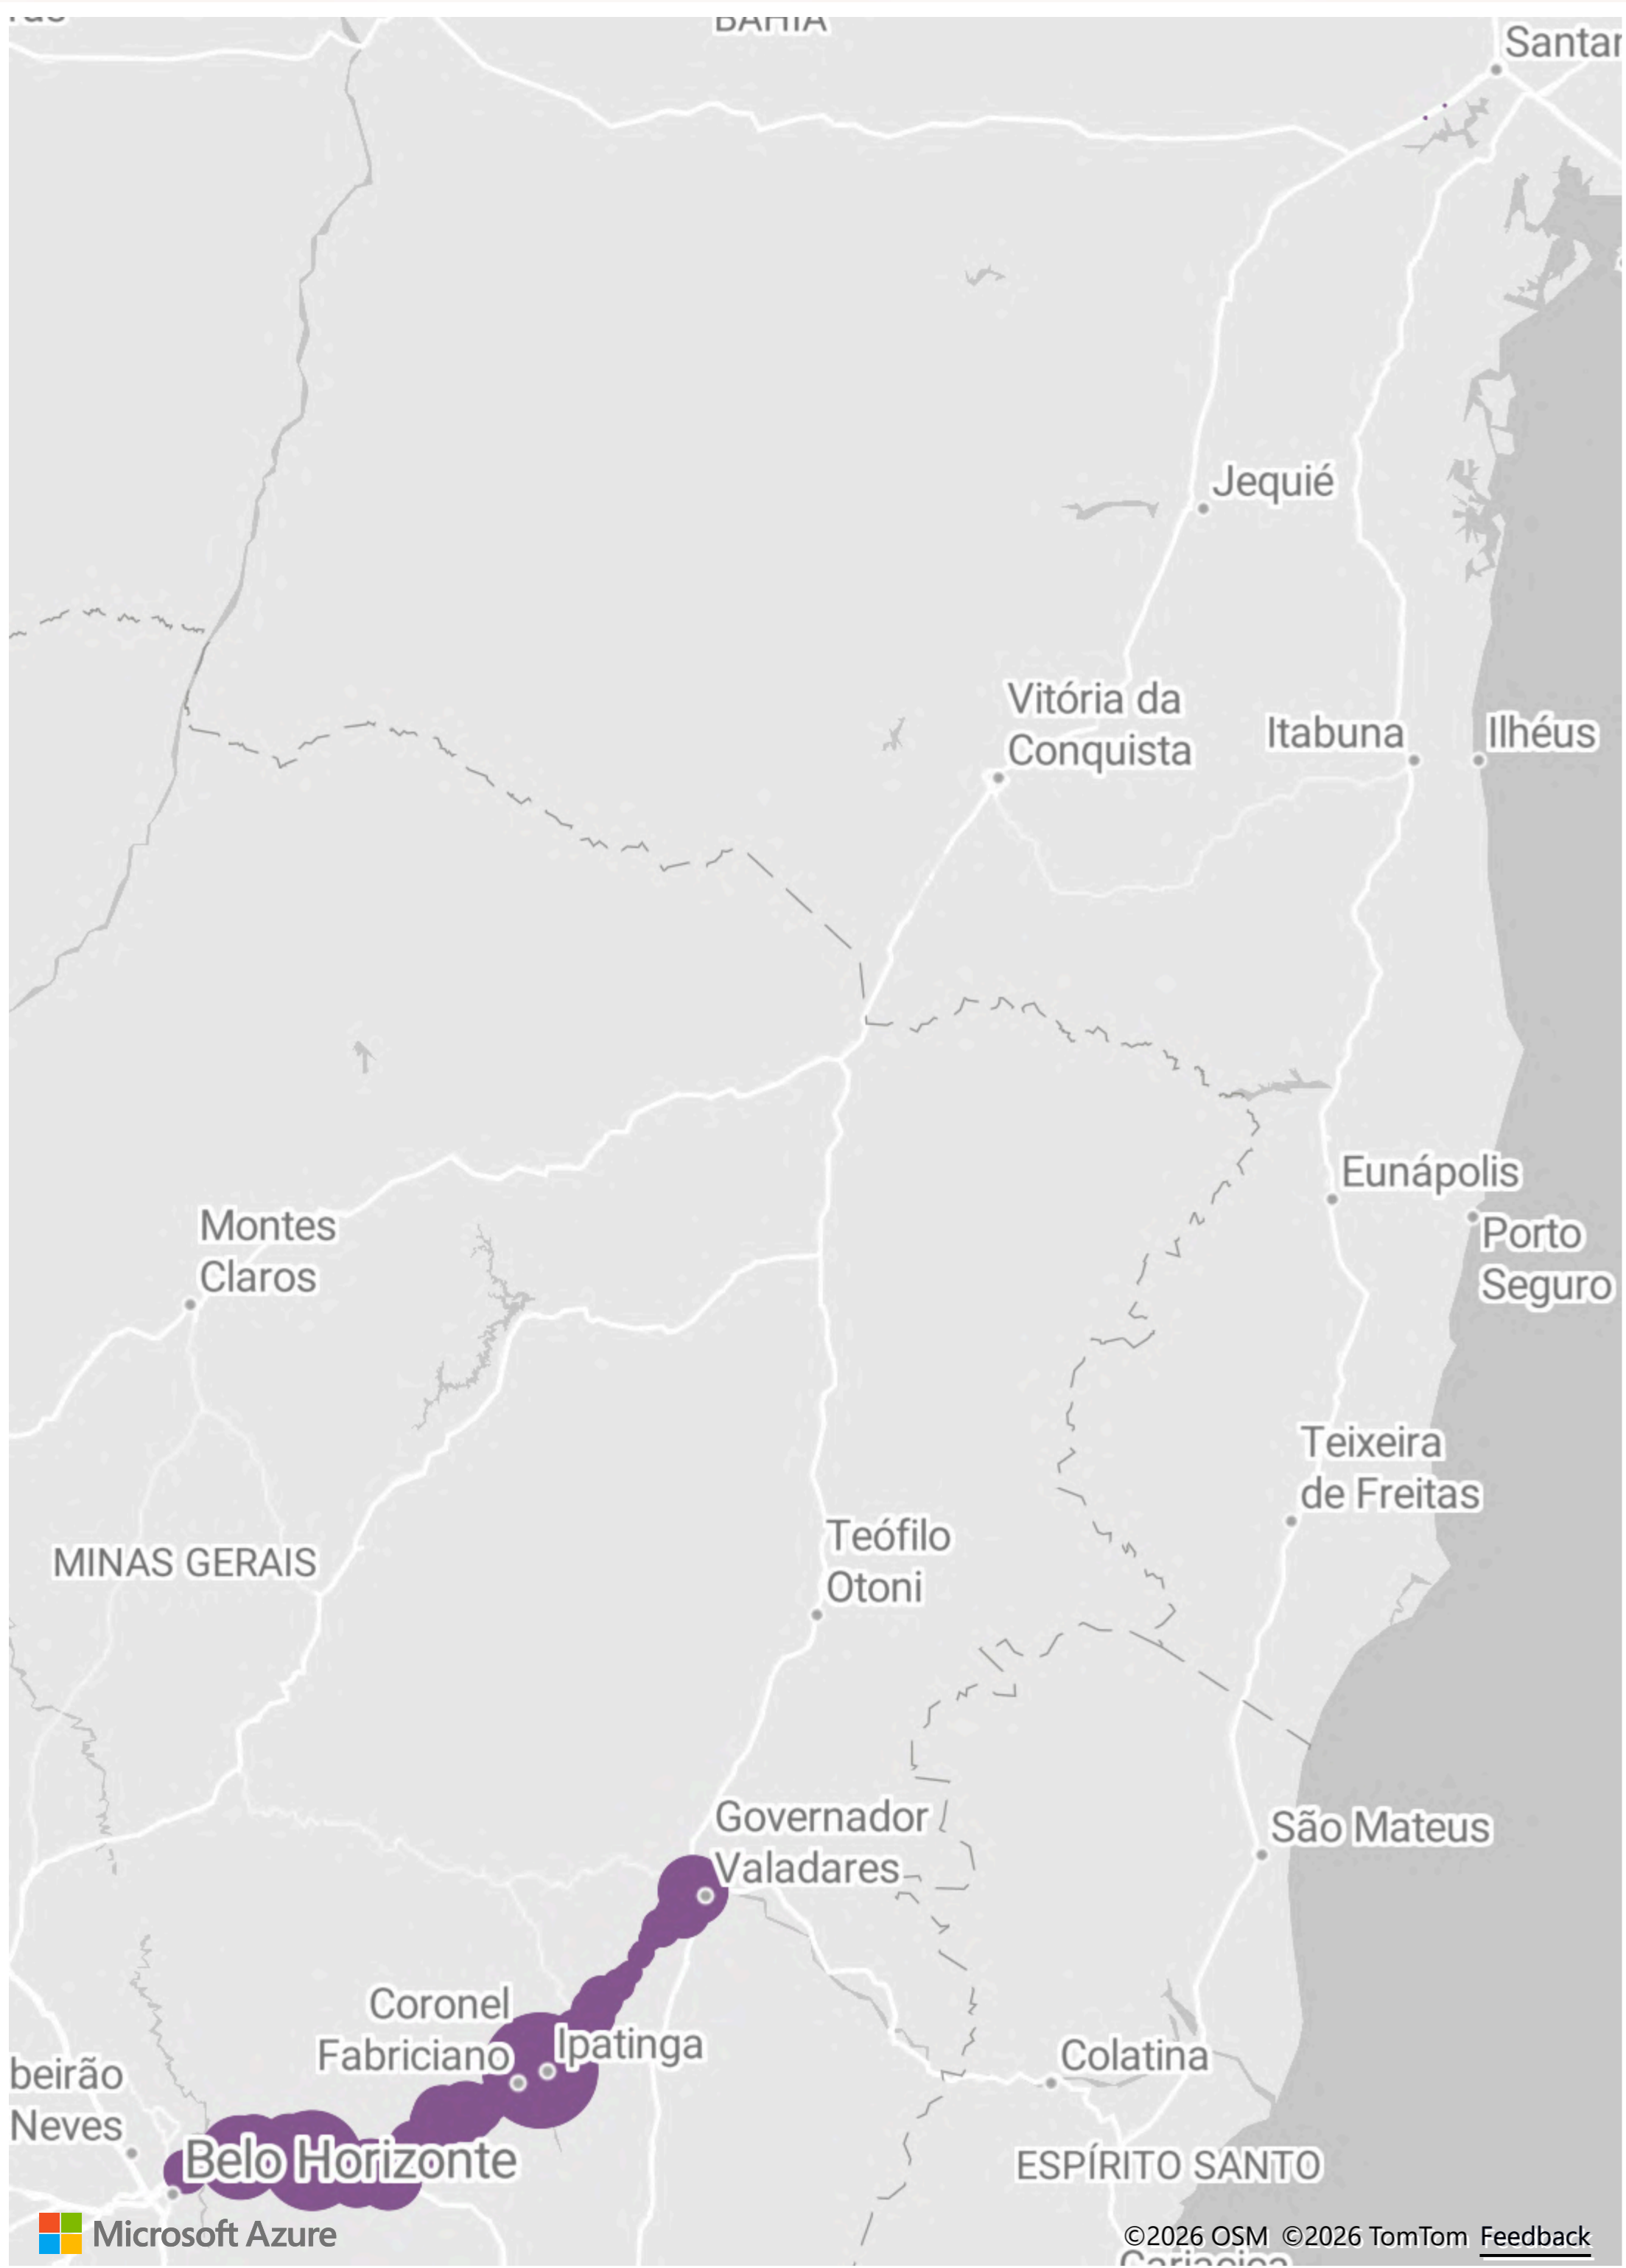 BAHIA
Jequié
Vitória da
Conquista
Itabuna
Ilhéus
Eunápolis
Porto
Seguro
Montes
Claros
Teixeira
de Freitas
Teófilo
Otoni
MINAS GERAIS
Governador
Valadares
São Mateus
Coronel
Fabriciano
Ipatinga
Colatina
beirão
Neves
Belo Horizonte
ESPÍRITO SANTO
Microsoft Azure
©2026 OSM ©2026 TomTom Feedback